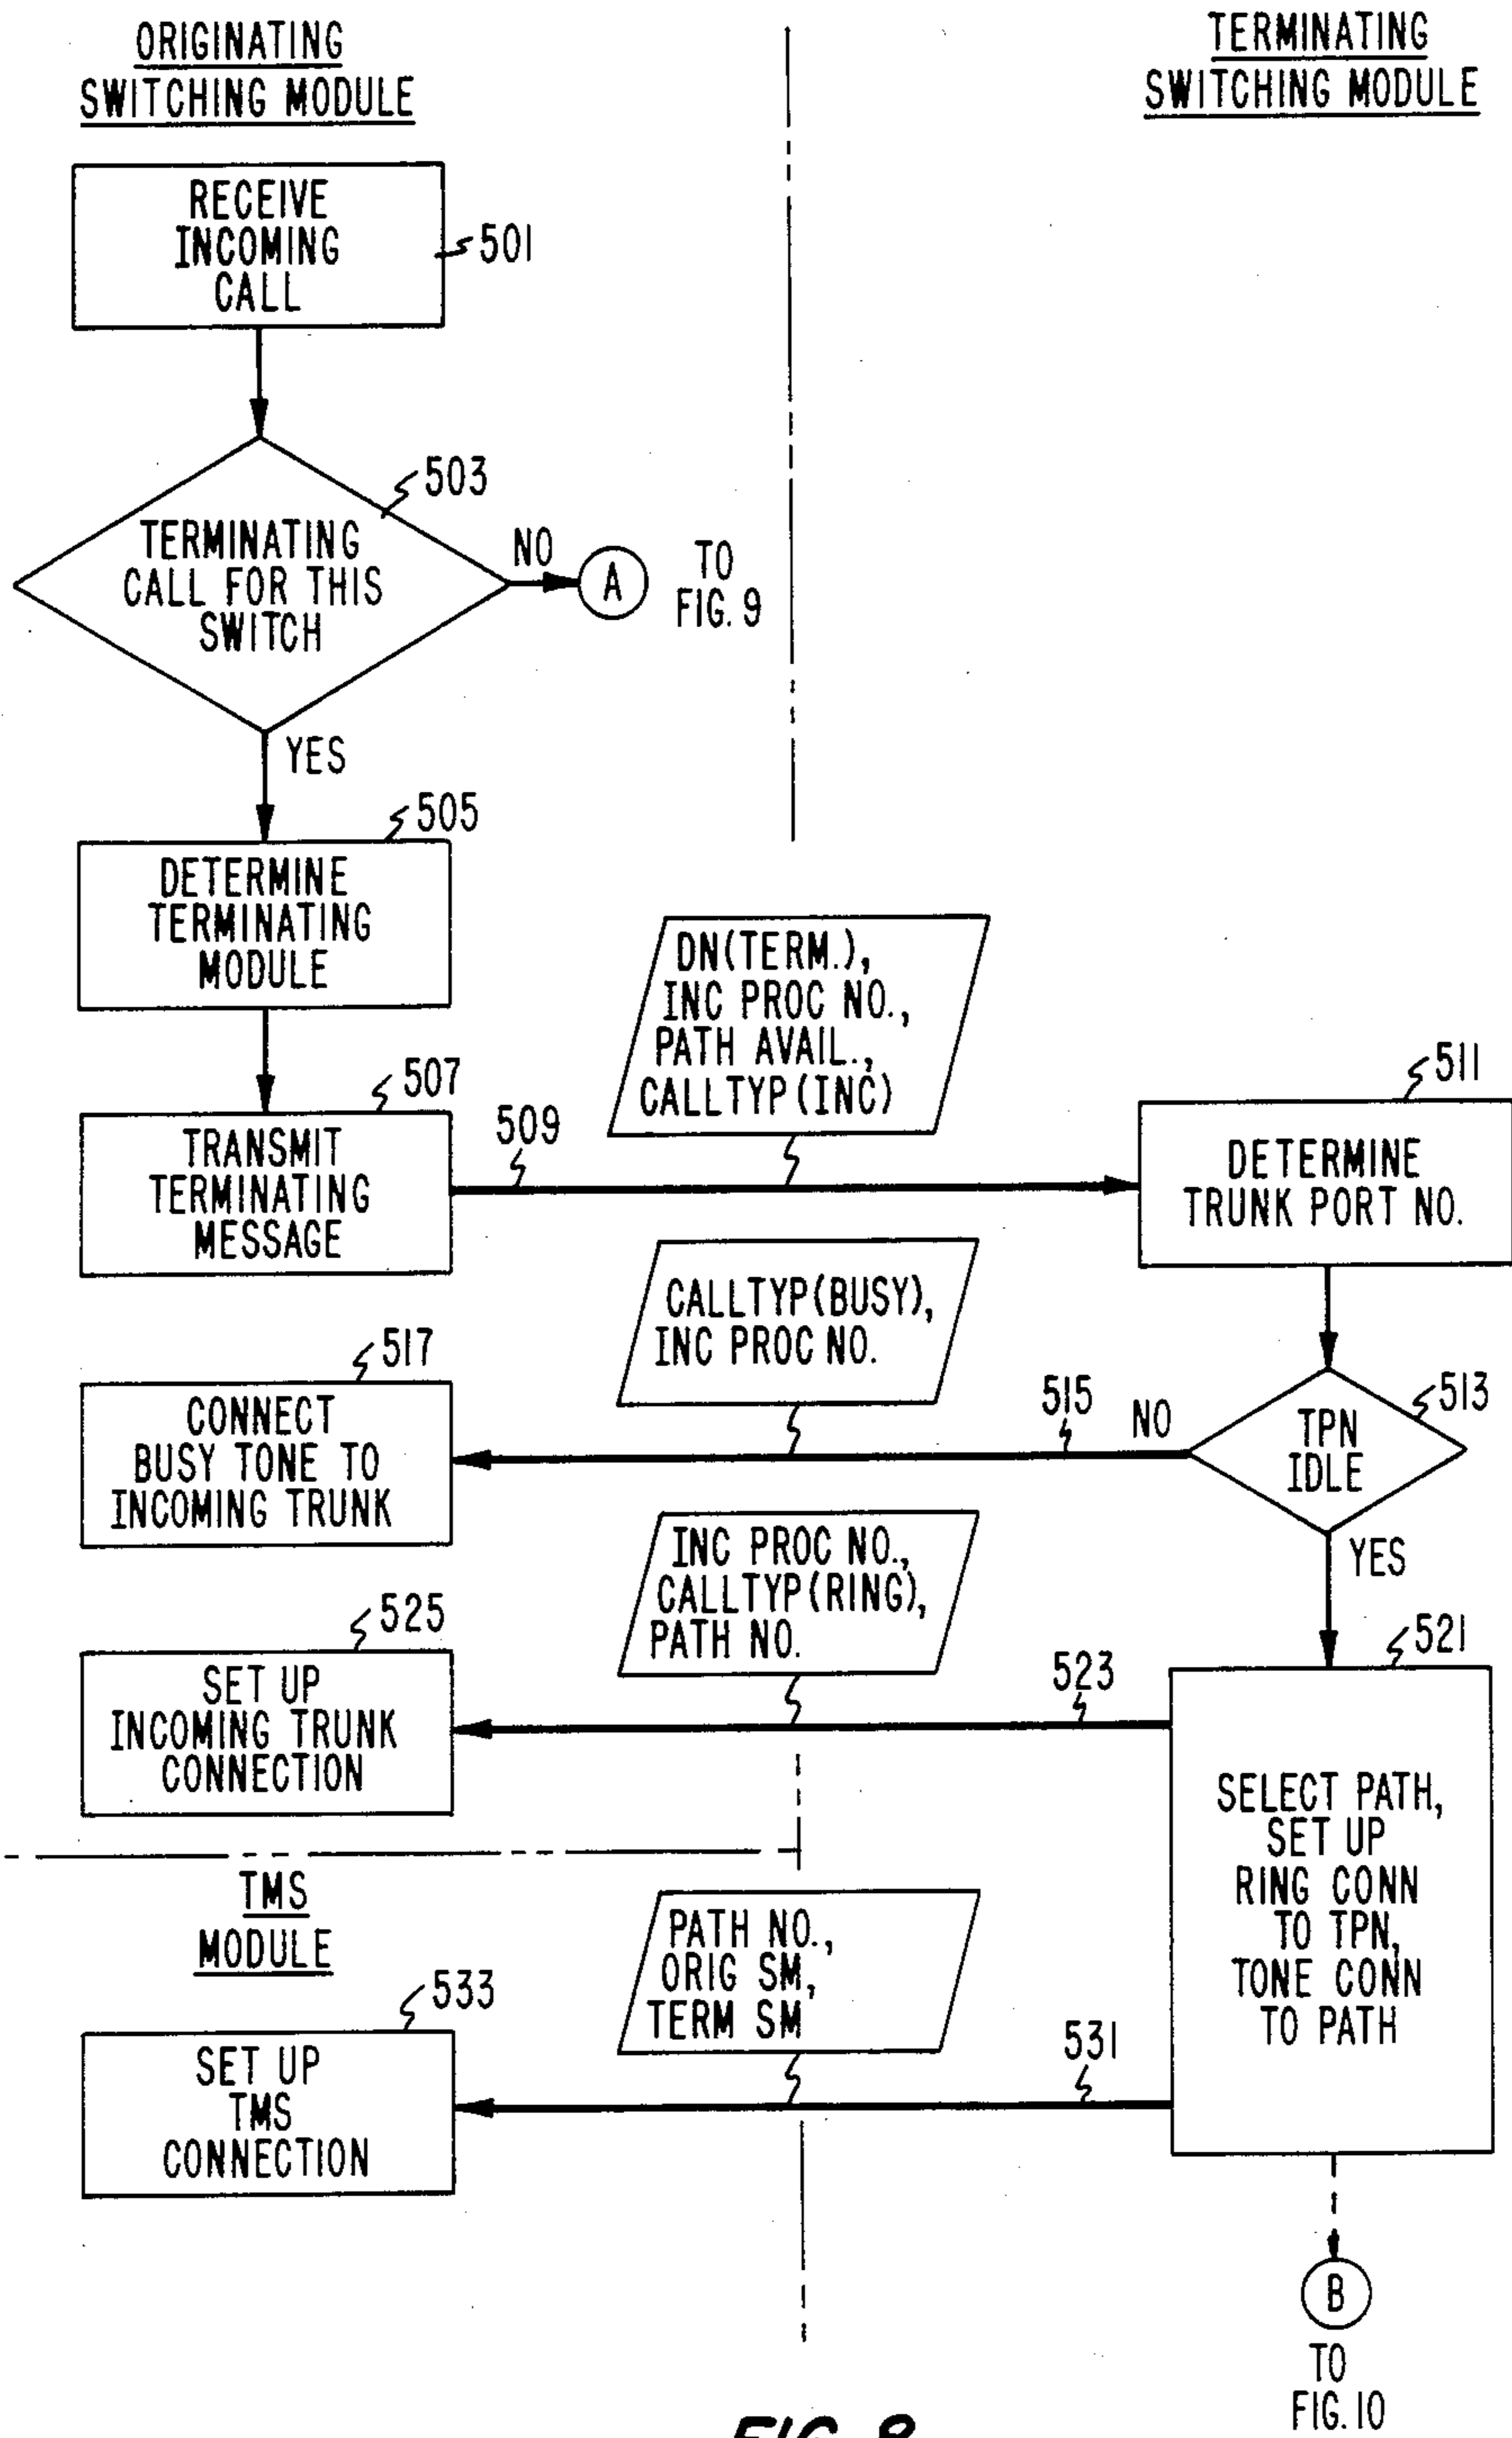 ORIGINATING
SWITCHING MODULE
TERMINATING
SWITCHING MODULE
RECEIVE
INCOMING
CALL
501
503
TERMINATING
CALL FOR THIS
SWITCH
NO
A
TO
FIG. 9
YES
505
DETERMINE
TERMINATING
MODULE
DN(TERM.),
INC PROC NO.,
PATH AVAIL.,
CALLTYP(INC)
507
TRANSMIT
TERMINATING
MESSAGE
509
511
DETERMINE
TRUNK PORT NO.
CALLTYP(BUSY),
INC PROC NO.
517
CONNECT
BUSY TONE TO
INCOMING TRUNK
515
NO
513
TPN
IDLE
YES
INC PROC NO.,
CALLTYP(RING),
PATH NO.
525
SET UP
INCOMING TRUNK
CONNECTION
523
521
SELECT PATH,
SET UP
RING CONN
TO TPN,
TONE CONN
TO PATH
TMS
MODULE
PATH NO.,
ORIG SM,
TERM SM
533
SET UP
TMS
CONNECTION
531
B
TO
FIG. 10
FIG. 8